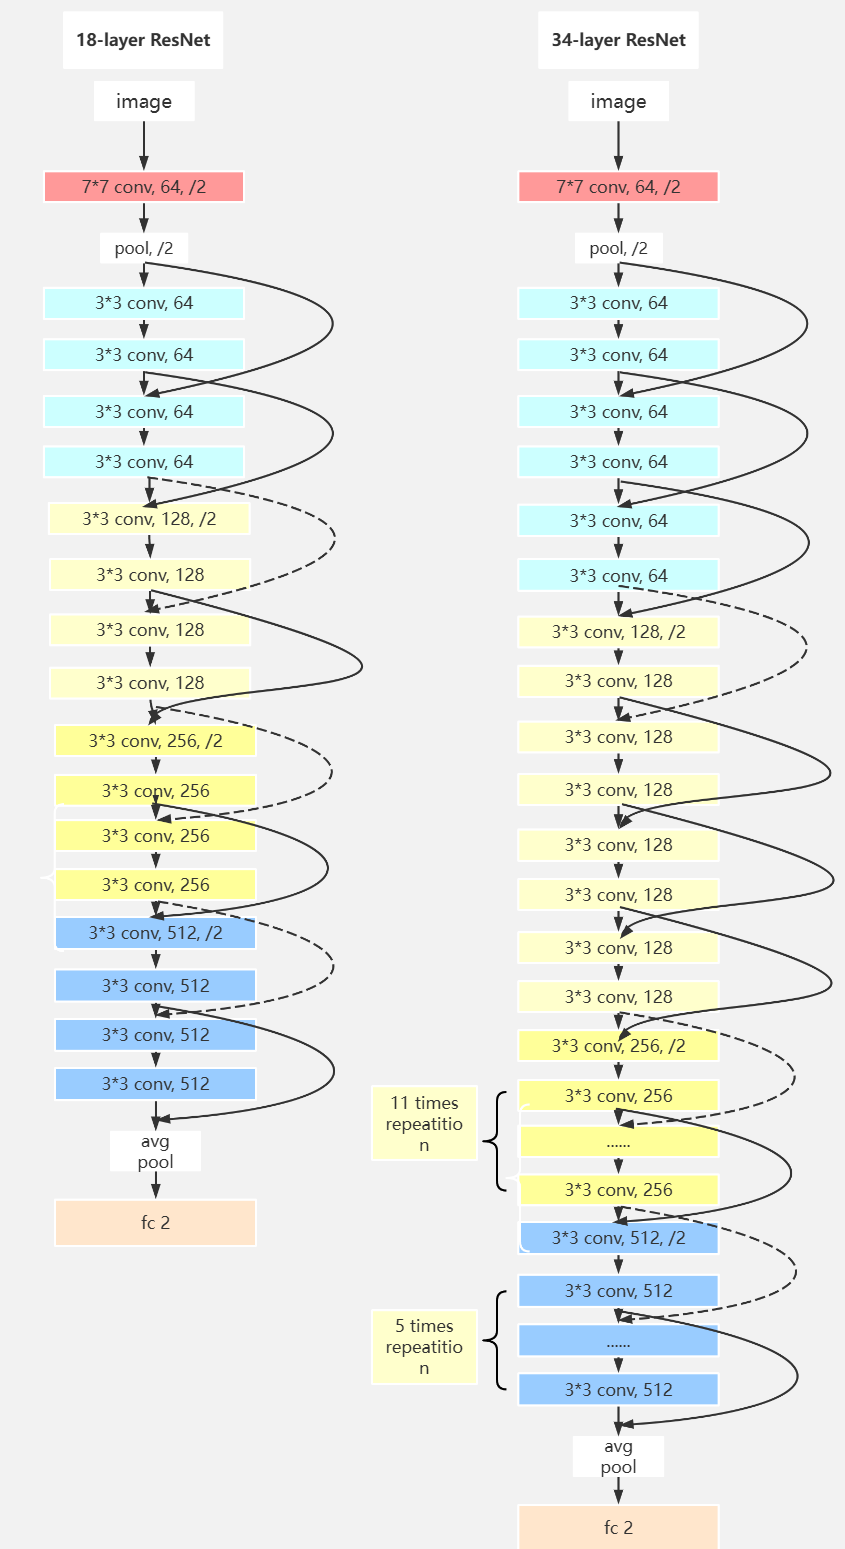 18-layer ResNet
image
7*7 conv, 64, /2
pool, /2
3*3 conv, 64
3*3 conv, 64
3*3 conv, 64
3*3 conv, 64
3*3 conv, 128, /2
3*3 conv, 128
3*3 conv, 128
3*3 conv, 128
3*3 conv, 256, /2
3*3 conv, 256
3*3 conv, 256
3*3 conv, 256
3*3 conv, 512, /2
3*3 conv, 512
3*3 conv, 512
3*3 conv, 512
avg
pool
fc 2
34-layer ResNet
image
7*7 conv, 64, /2
pool, /2
3*3 conv, 64
3*3 conv, 64
3*3 conv, 64
3*3 conv, 64
3*3 conv, 64
3*3 conv, 64
3*3 conv, 128, /2
3*3 conv, 128
3*3 conv, 128
3*3 conv, 128
3*3 conv, 128
3*3 conv, 128
3*3 conv, 128
3*3 conv, 128
3*3 conv, 256, /2
11 times
repeatitio
n
3*3 conv, 256
......
3*3 conv, 256
3*3 conv, 512, /2
5 times
repeatitio
n
3*3 conv, 512
......
3*3 conv, 512
avg
pool
fc 2